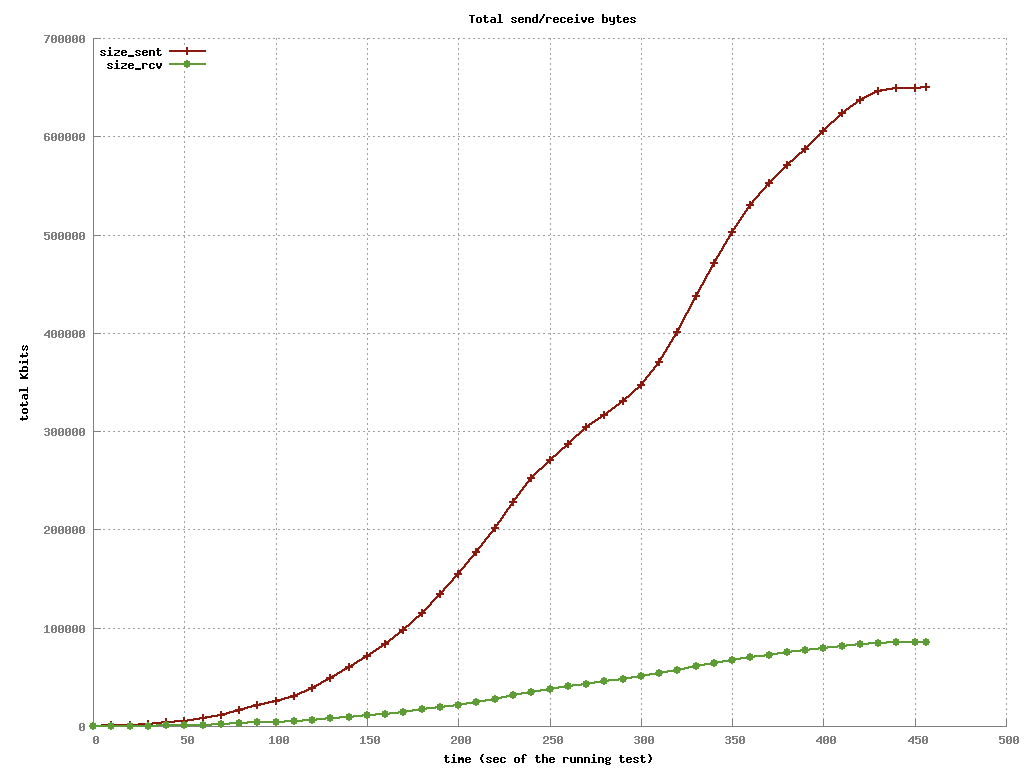 Total send/receive bytes
700000
size_sent
size_rcv
600000
500000
400000
total Kbits
300000
200000
100000
0
0 50 100 150 200 250 300 350 400 450 500
time (sec of the running test)